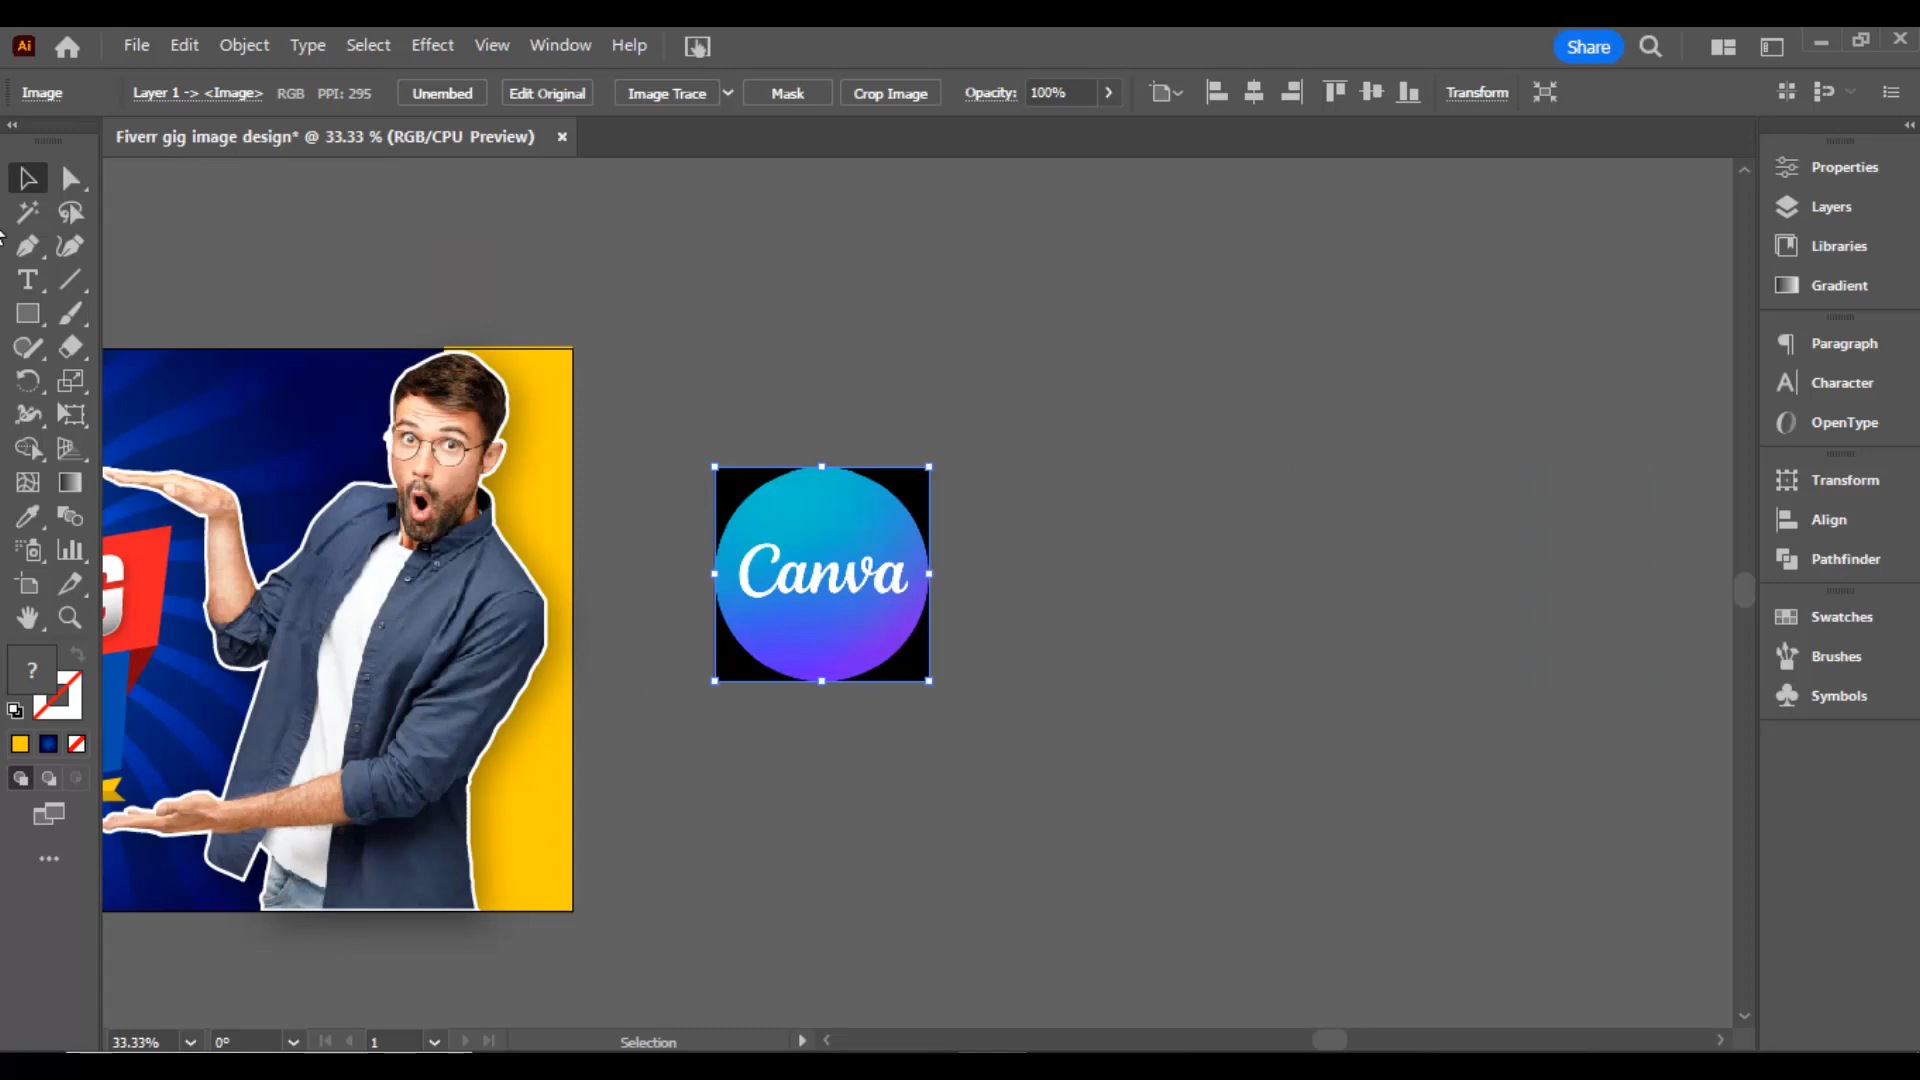 Ai File Edit Object Type Select Effect View Window Help Share
Image Layer 1 -> <Image> RGB PPI: 295 Unembed Edit Original Image Trace Mask Crop Image Opacity: 100% Transform
Fiverr gig image design* @ 33.33 % (RGB/CPU Preview) ×
Properties
Layers
Libraries
Gradient
Paragraph
Character
OpenType
Transform
Align
Pathfinder
Swatches
Brushes
Symbols
Canva
G
?
33.33% 0° 1 Selection